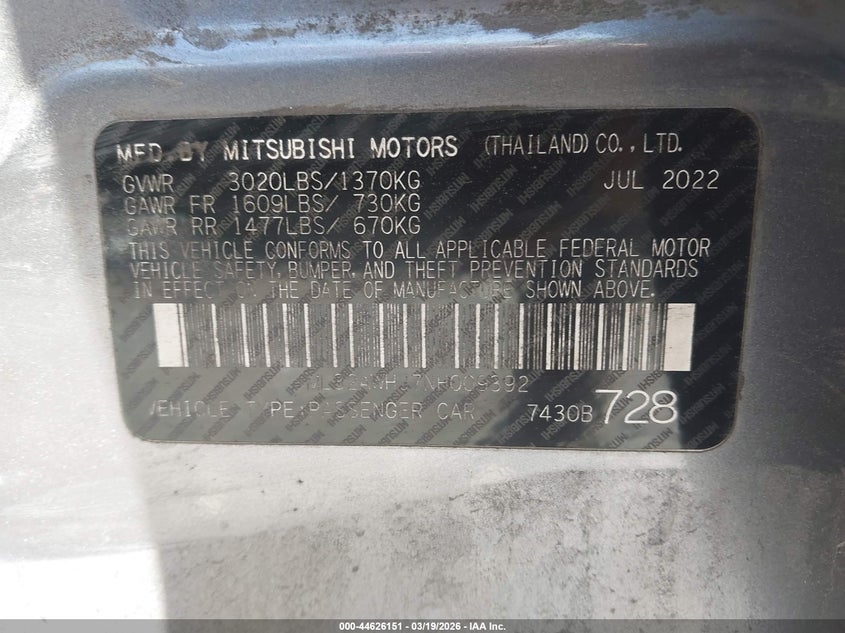 MFD.BY MITSUBISHI MOTORS (THAILAND)CO.,LTD.
GVWR 3020LBS/1370KG JUL 2022
GAWR FR 1609LBS/ 730KG
GAWR RR 1477LBS/ 670KG
THIS VEHICLE CONFORMS TO ALL APPLICABLE FEDERAL MOTOR
VEHICLE SAFETY, BUMPER, AND THEFT PREVENTION STANDARDS
IN EFFECT ON THE DATE OF MANUFACTURE SHOWN ABOVE.
VEHICLE TYPE:PASSENGER CAR 7430B 728
000-44626151 — 03/19/2026 — IAA Inc.